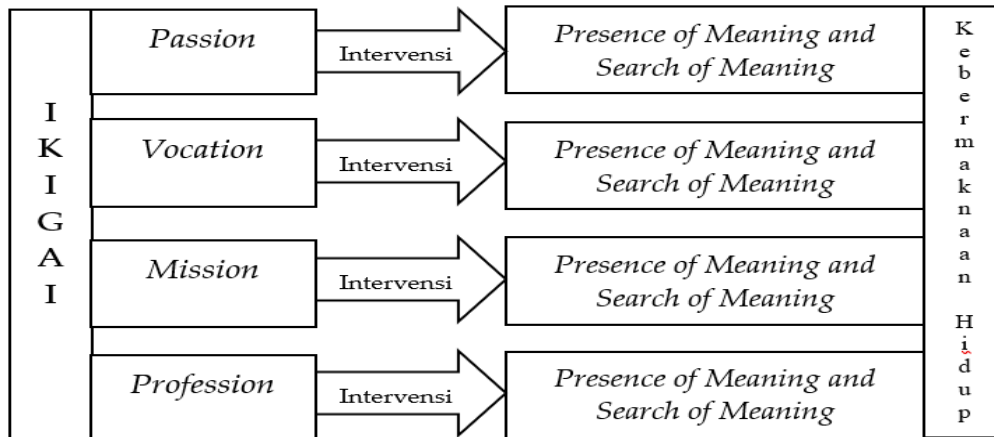 IKIGAI
Passion
Intervensi
Presence of Meaning and
Search of Meaning
Vocation
Intervensi
Presence of Meaning and
Search of Meaning
Mission
Intervensi
Presence of Meaning and
Search of Meaning
Profession
Intervensi
Presence of Meaning and
Search of Meaning
Kebermaknaan Hidup